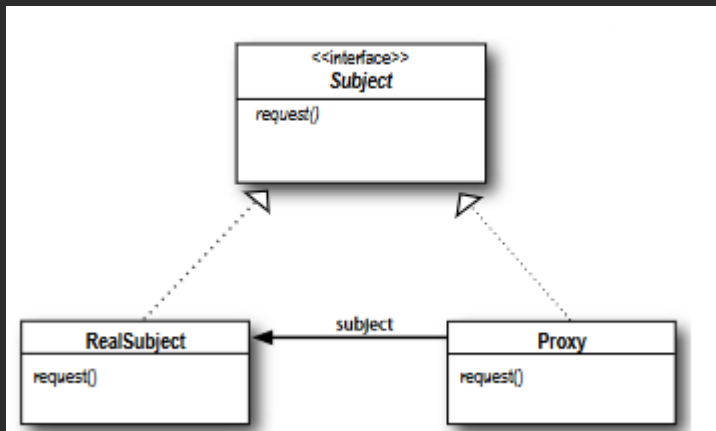 <<interface>>
Subject
request()
subject
RealSubject
request()
Proxy
request()